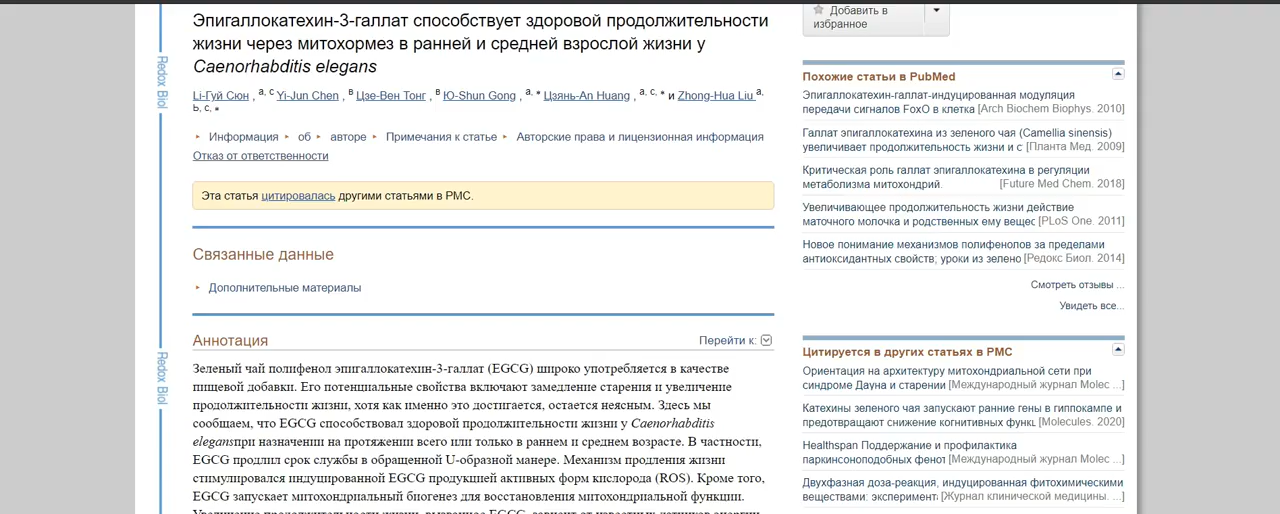 Эпигаллокатехин-3-галлат способствует здоровой продолжительности
жизни через митохормез в ранней и средней взрослой жизни у
Caenorhabditis elegans
Li-Гуй Сюн , a, c Yi-Jun Chen , в Цзе-Вен Тонг , в Ю-Shun Gong , a, * Цзянь-An Huang , a, c, * и Zhong-Hua Liu a,
b, c, *
Информация об авторе Примечания к статье Авторские права и лицензионная информация
Отказ от ответственности
Эта статья цитировалась другими статьями в PMC.
Связанные данные
Дополнительные материалы
Аннотация Перейти к:
Зеленый чай полифенол эпигаллокатехин-3-галлат (EGCG) широко употребляется в качестве
пищевой добавки. Его потенциальные свойства включают замедление старения и увеличение
продолжительности жизни, хотя как именно это достигается, остается неясным. Здесь мы
сообщаем, что EGCG способствовал здоровой продолжительности жизни у Caenorhabditis
elegansпри назначении на протяжении всего или только в раннем и среднем возрасте. В частности,
EGCG продлил срок службы в обращенной U-образной манере. Механизм продления жизни
стимулировался индуцированной EGCG продукцией активных форм кислорода (ROS). Кроме того,
EGCG запускает митохондриальный биогенез для восстановления митохондриальной функции.
Увеличение продолжительности жизни, вызванное EGCG, зависит от известных датчиков энергии,
Redox Biol
Redox Biol
Добавить в
избранное
Похожие статьи в PubMed
Эпигаллокатехин-галлат-индуцированная модуляция
передачи сигналов FoxO в клетка [Arch Biochem Biophys. 2010]
Галлат эпигаллокатехина из зеленого чая (Camellia sinensis)
увеличивает продолжительность жизни и с [Планта Мед. 2009]
Критическая роль галлат эпигаллокатехина в регуляции
метаболизма митохондрий. [Future Med Chem. 2018]
Увеличивающее продолжительность жизни действие
маточного молочка и родственных ему вещес [PLoS One. 2011]
Новое понимание механизмов полифенолов за пределами
антиоксидантных свойств; уроки из зелено [Редокс Биол. 2014]
Смотреть отзывы ...
Увидеть все...
Цитируется в других статьях в PMC
Ориентация на архитектуру митохондриальной сети при
синдроме Дауна и старении [Международный журнал Molec ...]
Катехины зеленого чая запускают ранние гены в гиппокампе и
предотвращают снижение когнитивных функц [Molecules. 2020]
Healthspan Поддержание и профилактика
паркинсоноподобных фенот [Международный журнал Molec ...]
Двухфазная доза-реакция, индуцированная фитохимическими
веществами: эксперимент [Журнал клинической медицины. ...]